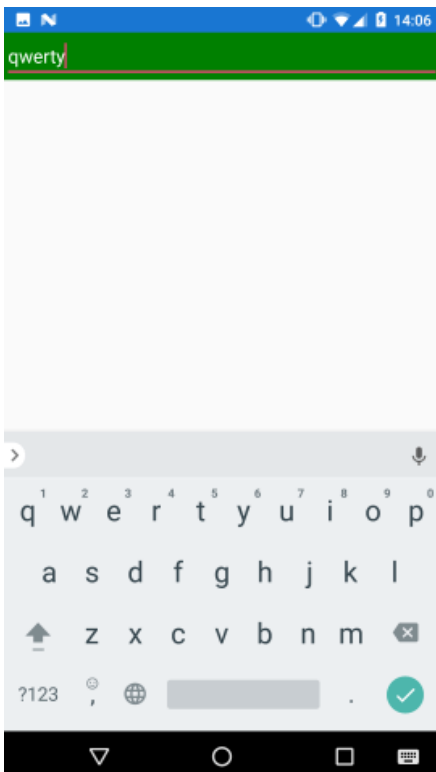 14:06
qwerty
1 2 3 4 5 6 7 8 9 0
q w e r t y u i o p
a s d f g h j k l
z x c v b n m
?123 , .